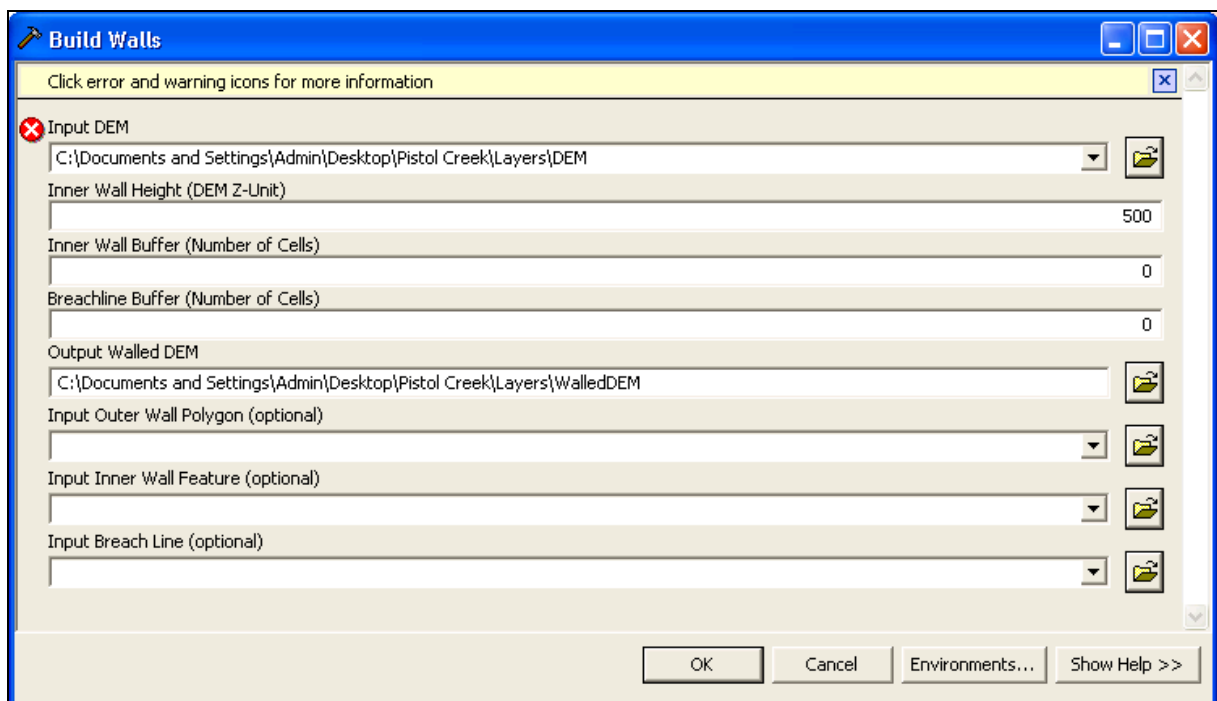 Build Walls
Click error and warning icons for more information
Input DEM
C:\Documents and Settings\Admin\Desktop\Pistol Creek\Layers\DEM
Inner Wall Height (DEM Z-Unit)
500
Inner Wall Buffer (Number of Cells)
0
Breachline Buffer (Number of Cells)
0
Output Walled DEM
C:\Documents and Settings\Admin\Desktop\Pistol Creek\Layers\WalledDEM
Input Outer Wall Polygon (optional)
Input Inner Wall Feature (optional)
Input Breach Line (optional)
OK Cancel Environments... Show Help >>